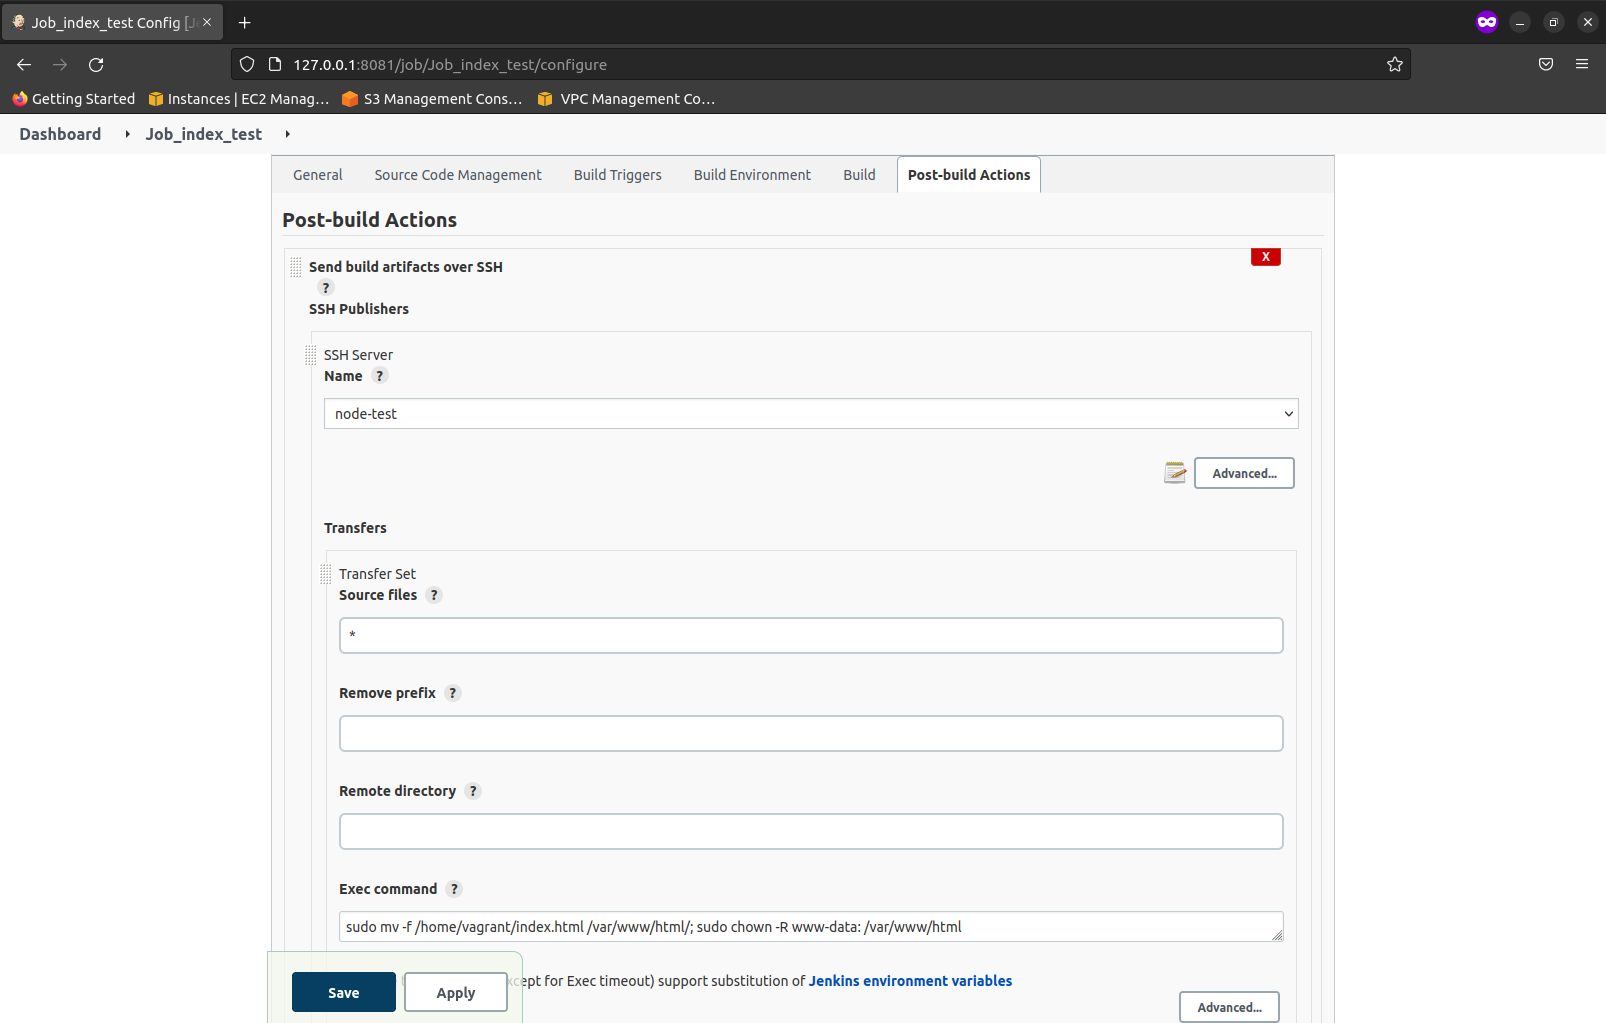 Job_index_test Config [Je
127.0.0.1:8081/job/Job_index_test/configure
Getting Started
Instances | EC2 Manag…
S3 Management Cons…
VPC Management Co…
Dashboard
Job_index_test
General
Source Code Management
Build Triggers
Build Environment
Build
Post-build Actions
Post-build Actions
X
Send build artifacts over SSH
?
SSH Publishers
SSH Server
Name ?
node-test
Advanced...
Transfers
Transfer Set
Source files ?
*
Remove prefix ?
Remote directory ?
Exec command ?
sudo mv -f /home/vagrant/index.html /var/www/html/; sudo chown -R www-data: /var/www/html
cept for Exec timeout) support substitution of Jenkins environment variables
Save
Apply
Advanced...